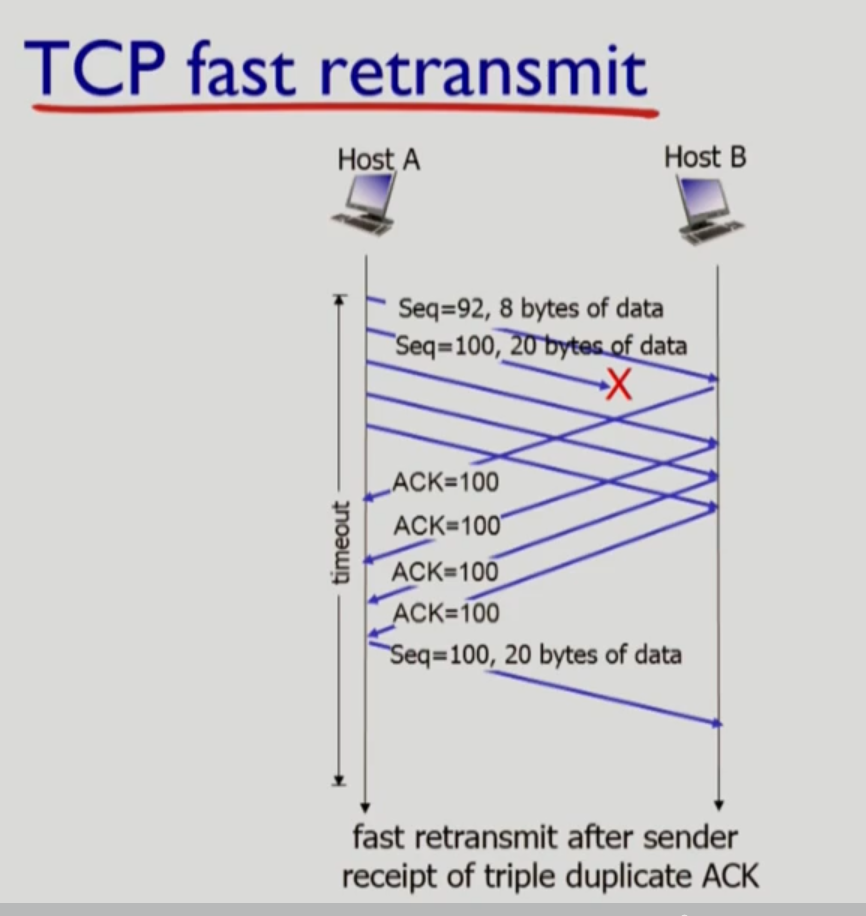 TCP fast retransmit
Host A
Host B
Seq=92, 8 bytes of data
Seq=100, 20 bytes of data
X
ACK=100
ACK=100
timeout
ACK=100
ACK=100
Seq=100, 20 bytes of data
fast retransmit after sender
receipt of triple duplicate ACK